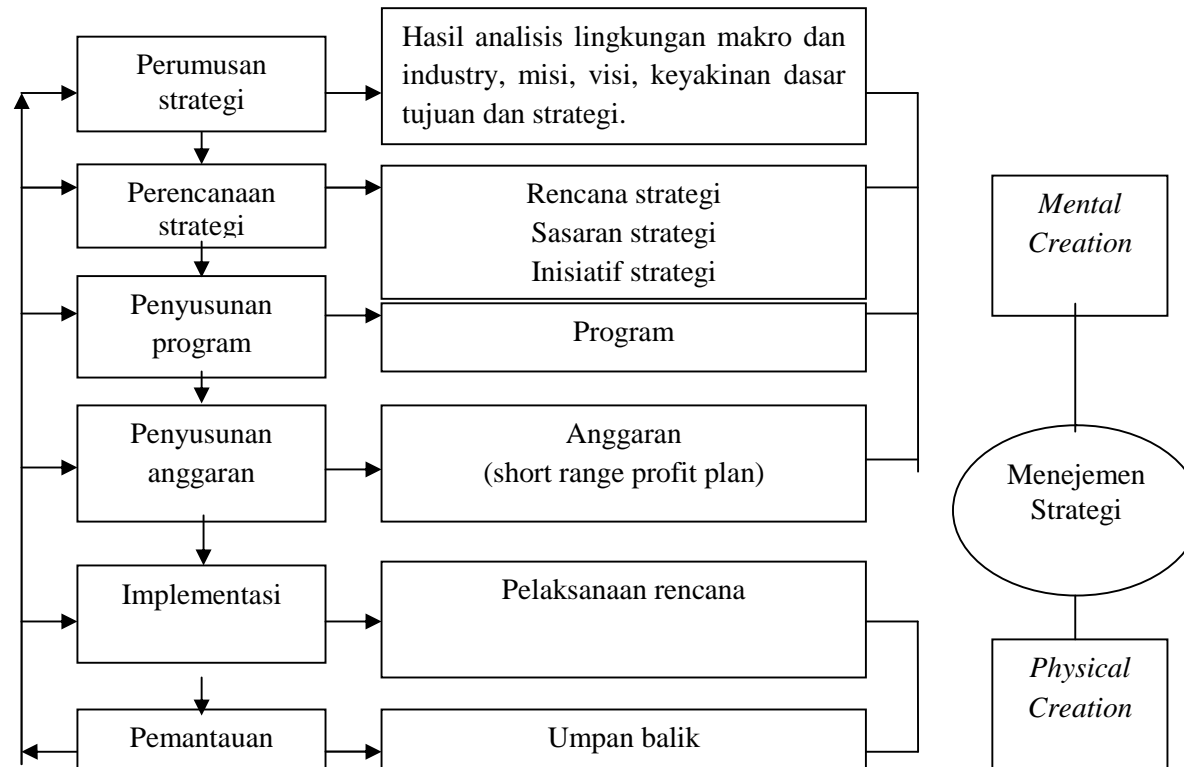 Perumusan
strategi
Hasil analisis lingkungan makro dan
industry, misi, visi, keyakinan dasar
tujuan dan strategi.
Perencanaan
strategi
Rencana strategi
Sasaran strategi
Inisiatif strategi
Mental
Creation
Penyusunan
program
Program
Penyusunan
anggaran
Anggaran
(short range profit plan)
Menejemen
Strategi
Implementasi
Pelaksanaan rencana
Physical
Creation
Pemantauan
Umpan balik